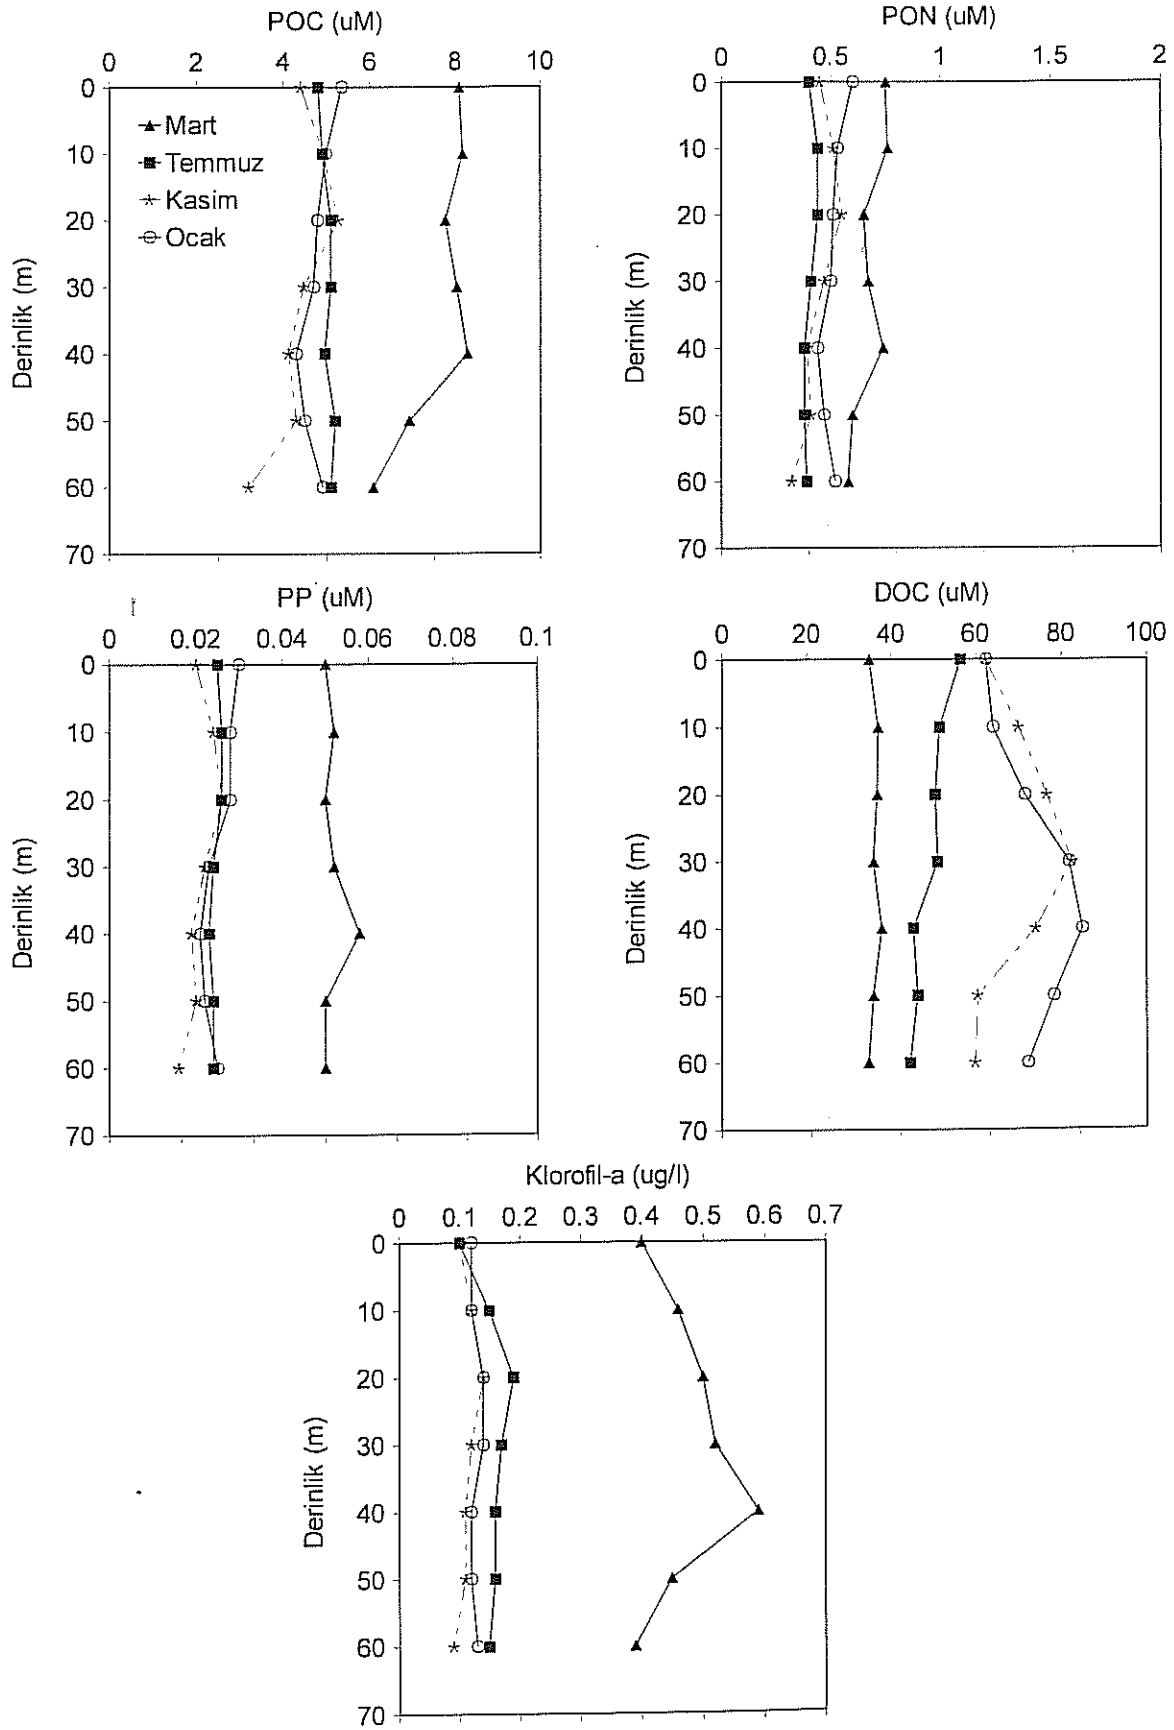 POC (uM)
0 2 4 6 8 10
0
10
20
30
40
50
60
70
Derinlik (m)
Mart
Temmuz
Kasim
Ocak
PON (uM)
0 0.5 1 1.5 2
0
10
20
30
40
50
60
70
Derinlik (m)
PP (uM)
0 0.02 0.04 0.06 0.08 0.1
0
10
20
30
40
50
60
70
Derinlik (m)
DOC (uM)
0 20 40 60 80 100
0
10
20
30
40
50
60
70
Derinlik (m)
Klorofil-a (ug/l)
0 0.1 0.2 0.3 0.4 0.5 0.6 0.7
0
10
20
30
40
50
60
70
Derinlik (m)